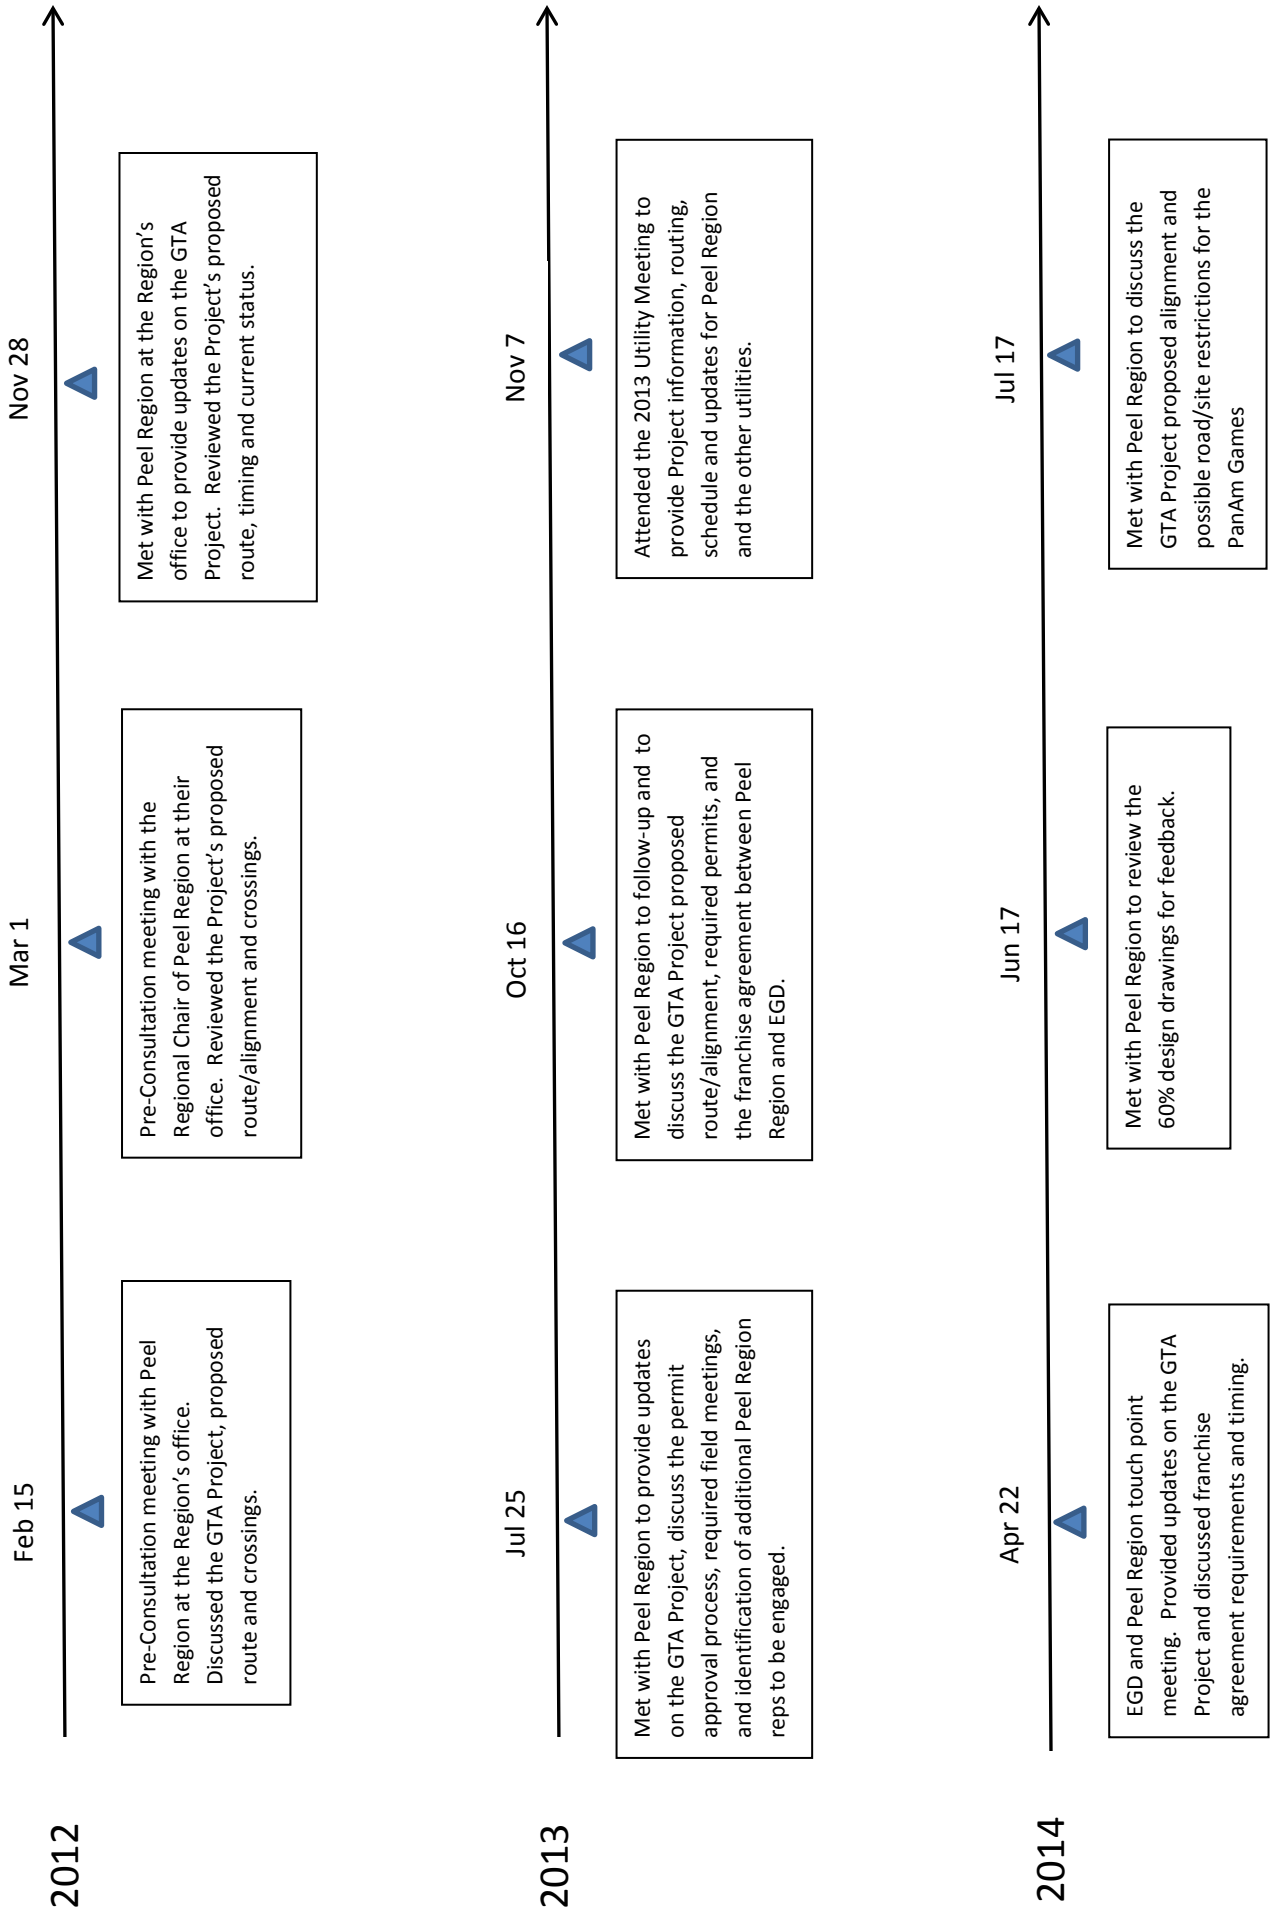 2012
Feb 15
Pre-Consultation meeting with Peel
Region at the Region's office.
Discussed the GTA Project, proposed
route and crossings.
Mar 1
Pre-Consultation meeting with the
Regional Chair of Peel Region at their
office.  Reviewed the Project's proposed
route/alignment and crossings.
Nov 28
Met with Peel Region at the Region's
office to provide updates on the GTA
Project.  Reviewed the Project's proposed
route, timing and current status.
2013
Jul 25
Met with Peel Region to provide updates
on the GTA Project, discuss the permit
approval process, required field meetings,
and identification of additional Peel Region
reps to be engaged.
Oct 16
Met with Peel Region to follow-up and  to
discuss the GTA Project proposed
route/alignment, required permits, and
the franchise agreement between Peel
Region and EGD.
Nov 7
Attended the 2013 Utility Meeting to
provide Project information, routing,
schedule and updates for Peel Region
and the other utilities.
2014
Apr 22
EGD and Peel Region touch point
meeting.  Provided updates on the GTA
Project and discussed franchise
agreement requirements and timing.
Jun 17
Met with Peel Region to review the
60% design drawings for feedback.
Jul 17
Met with Peel Region to discuss the
GTA Project proposed alignment and
possible road/site restrictions for the
PanAm Games